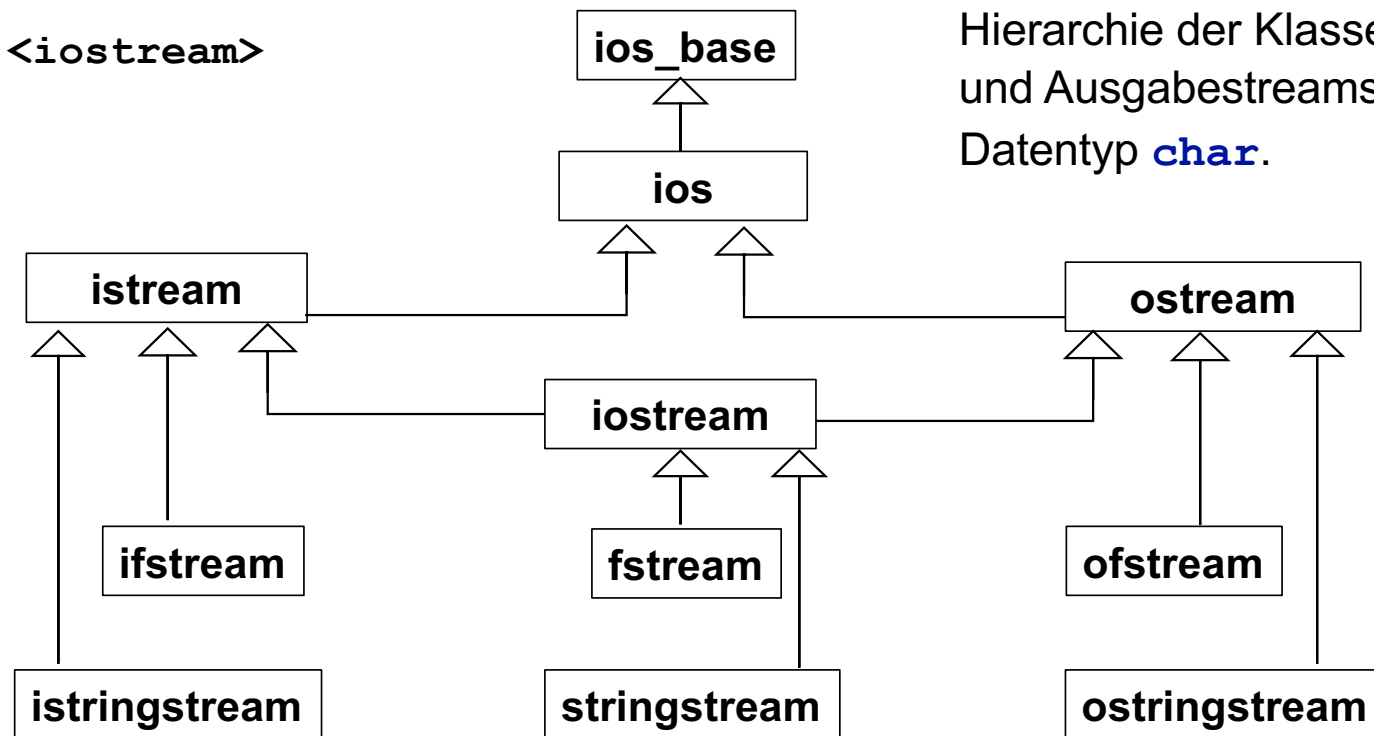 <iostream>
ios_base
Hierarchie der Klasse
und Ausgabestreams
Datentyp char.
ios
istream
ostream
iostream
ifstream
fstream
ofstream
istringstream
stringstream
ostringstream